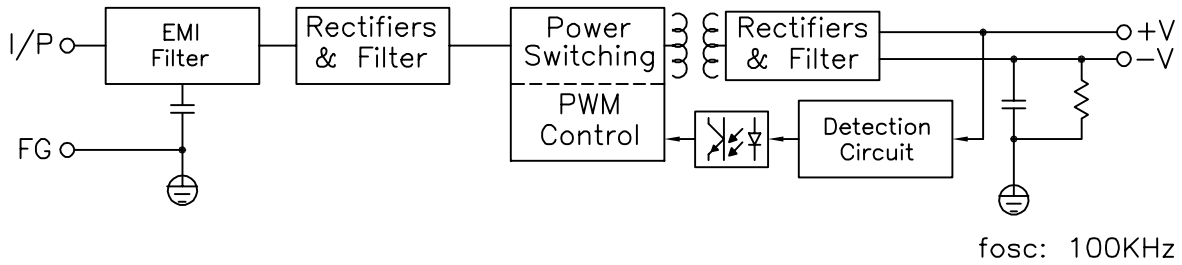 I/P
EMI
Filter
Rectifiers
& Filter
Power
Switching
PWM
Control
Rectifiers
& Filter
+V
-V
Detection
Circuit
FG
fosc: 100KHz